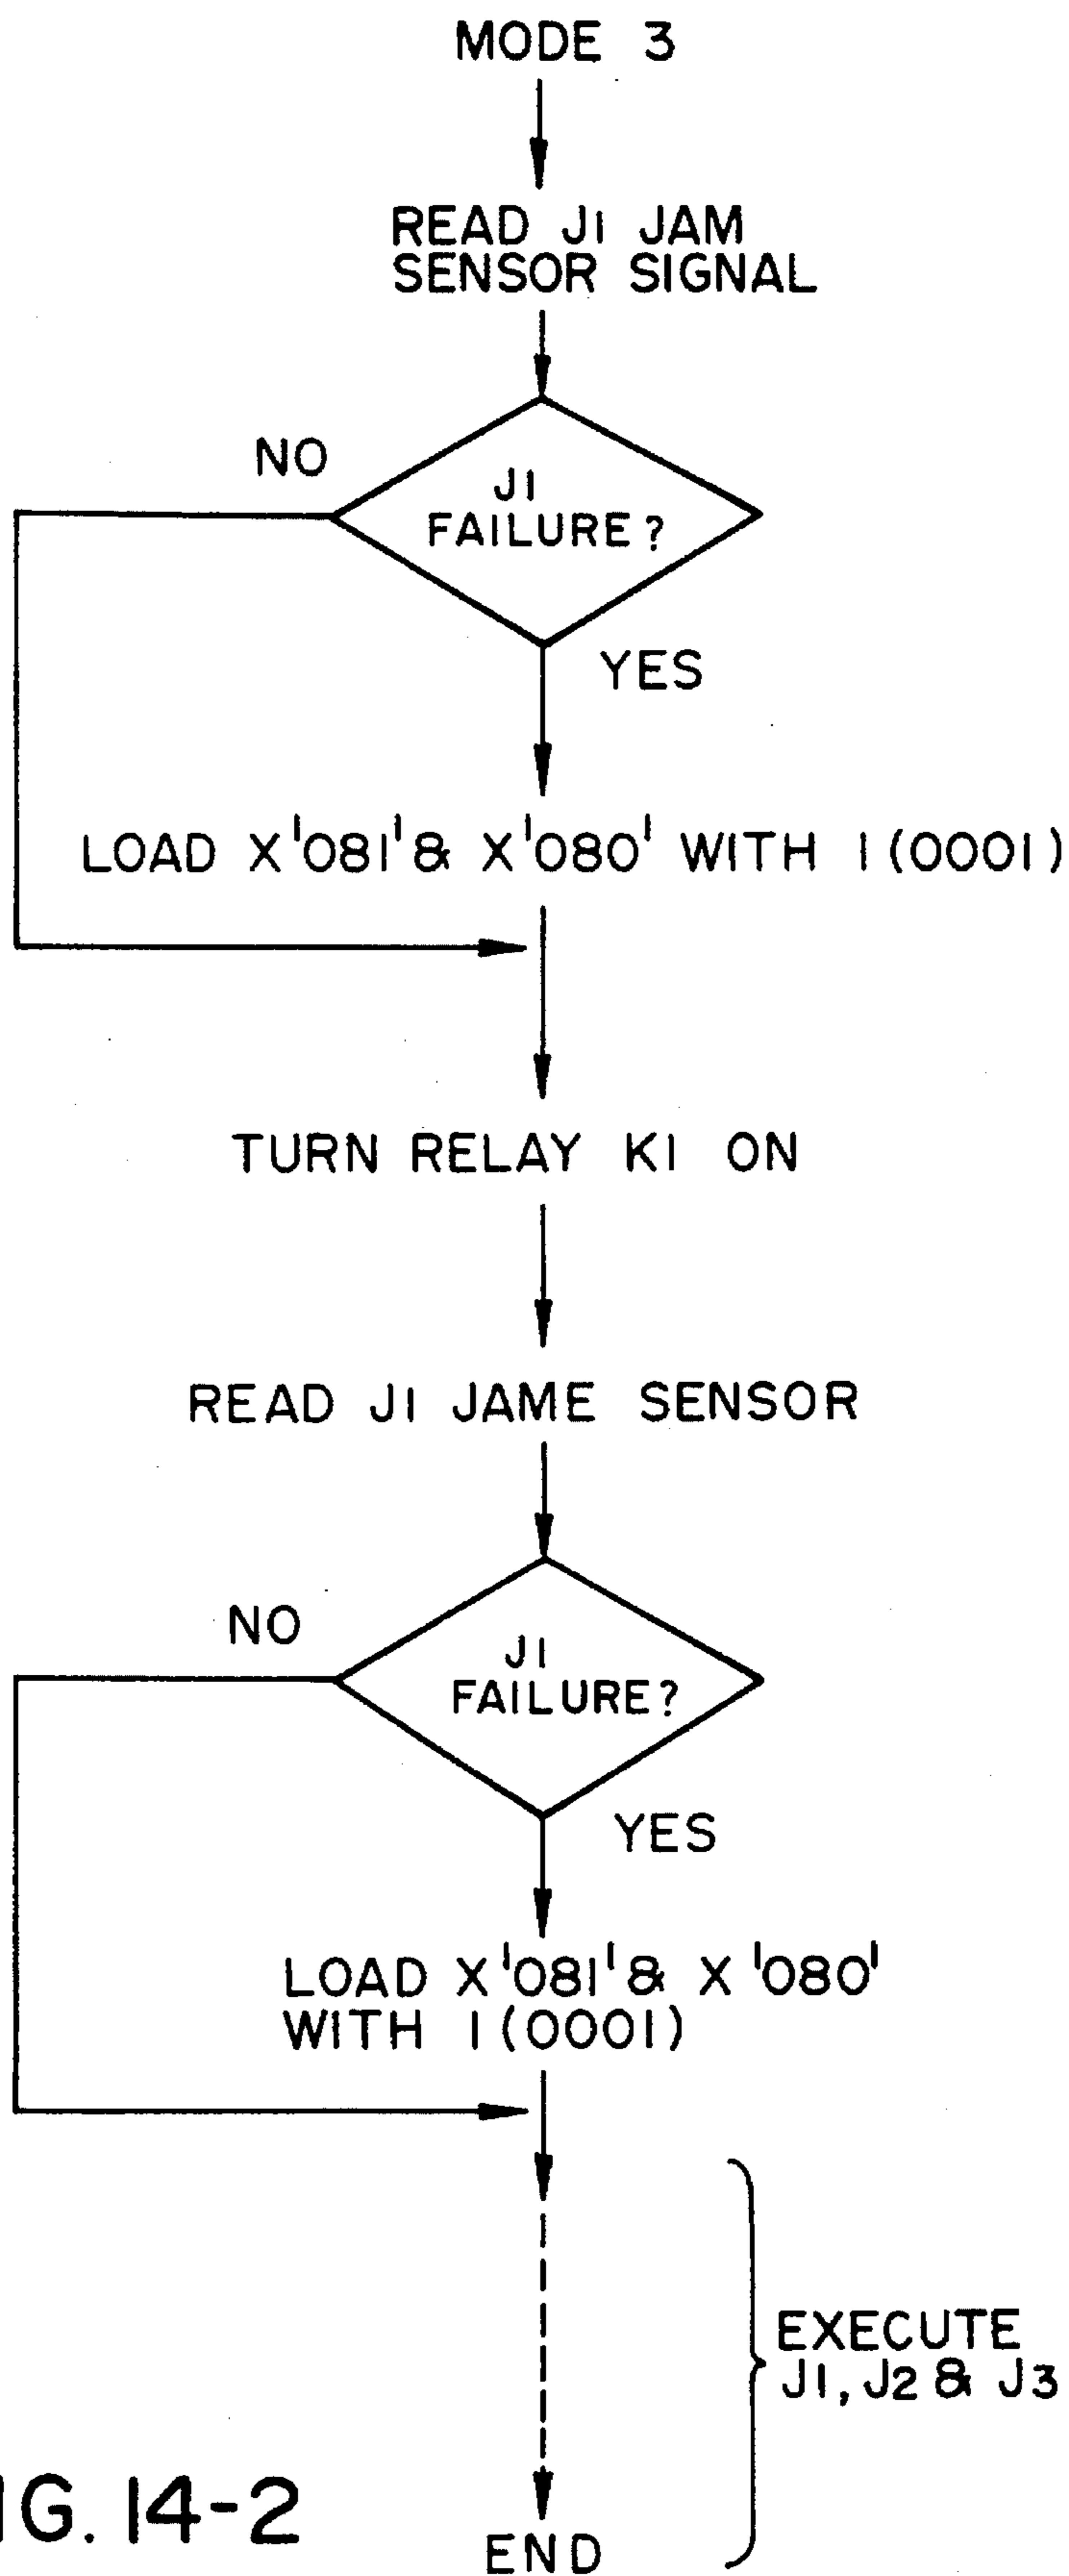 MODE 3
READ J1 JAM
SENSOR SIGNAL
NO
J1
FAILURE?
YES
LOAD X'081' & X'080' WITH 1 (0001)
TURN RELAY K1 ON
READ J1 JAME SENSOR
NO
J1
FAILURE?
YES
LOAD X'081' & X'080'
WITH 1 (0001)
EXECUTE
J1, J2 & J3
IG. 14-2
END